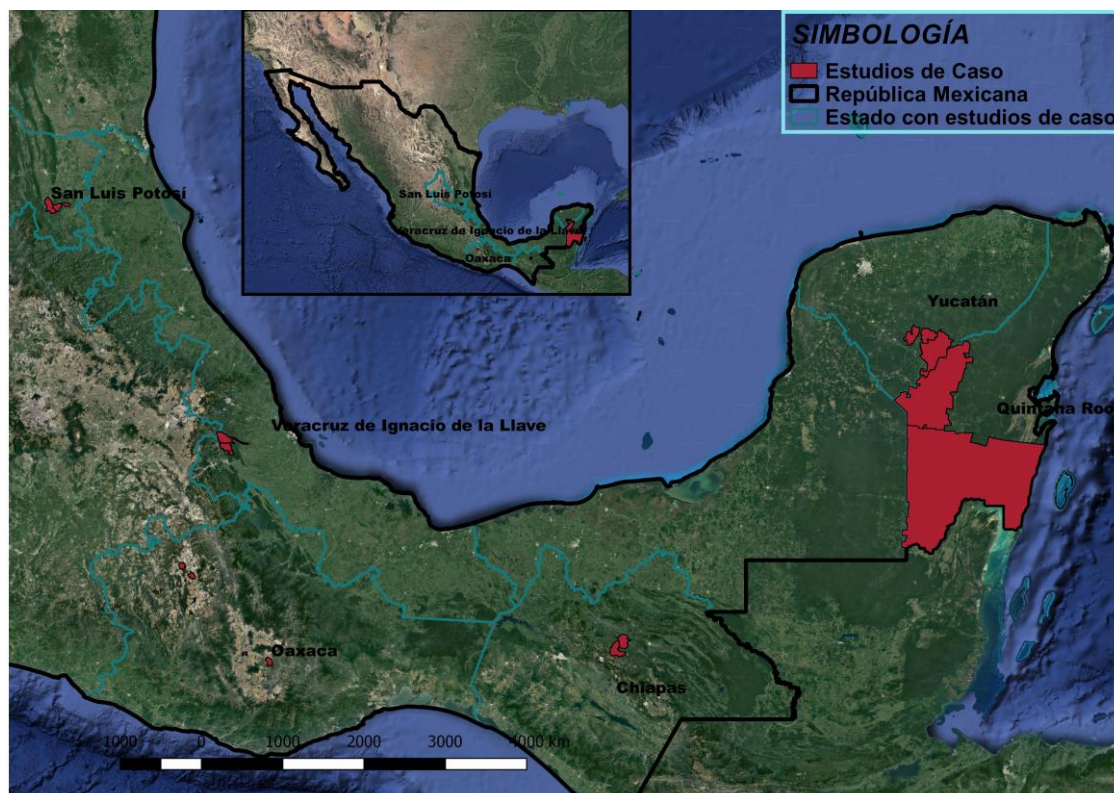 SIMBOLOGÍA
Estudios de Caso
República Mexicana
Estado con estudios de caso
San Luis Potosí
Veracruz de Ignacio de la Llave
Oaxaca
San Luis Potosí
Yucatán
Quintana Roo
Veracruz de Ignacio de la Llave
Oaxaca
Chiapas
1000 0 1000 2000 3000 4000 km